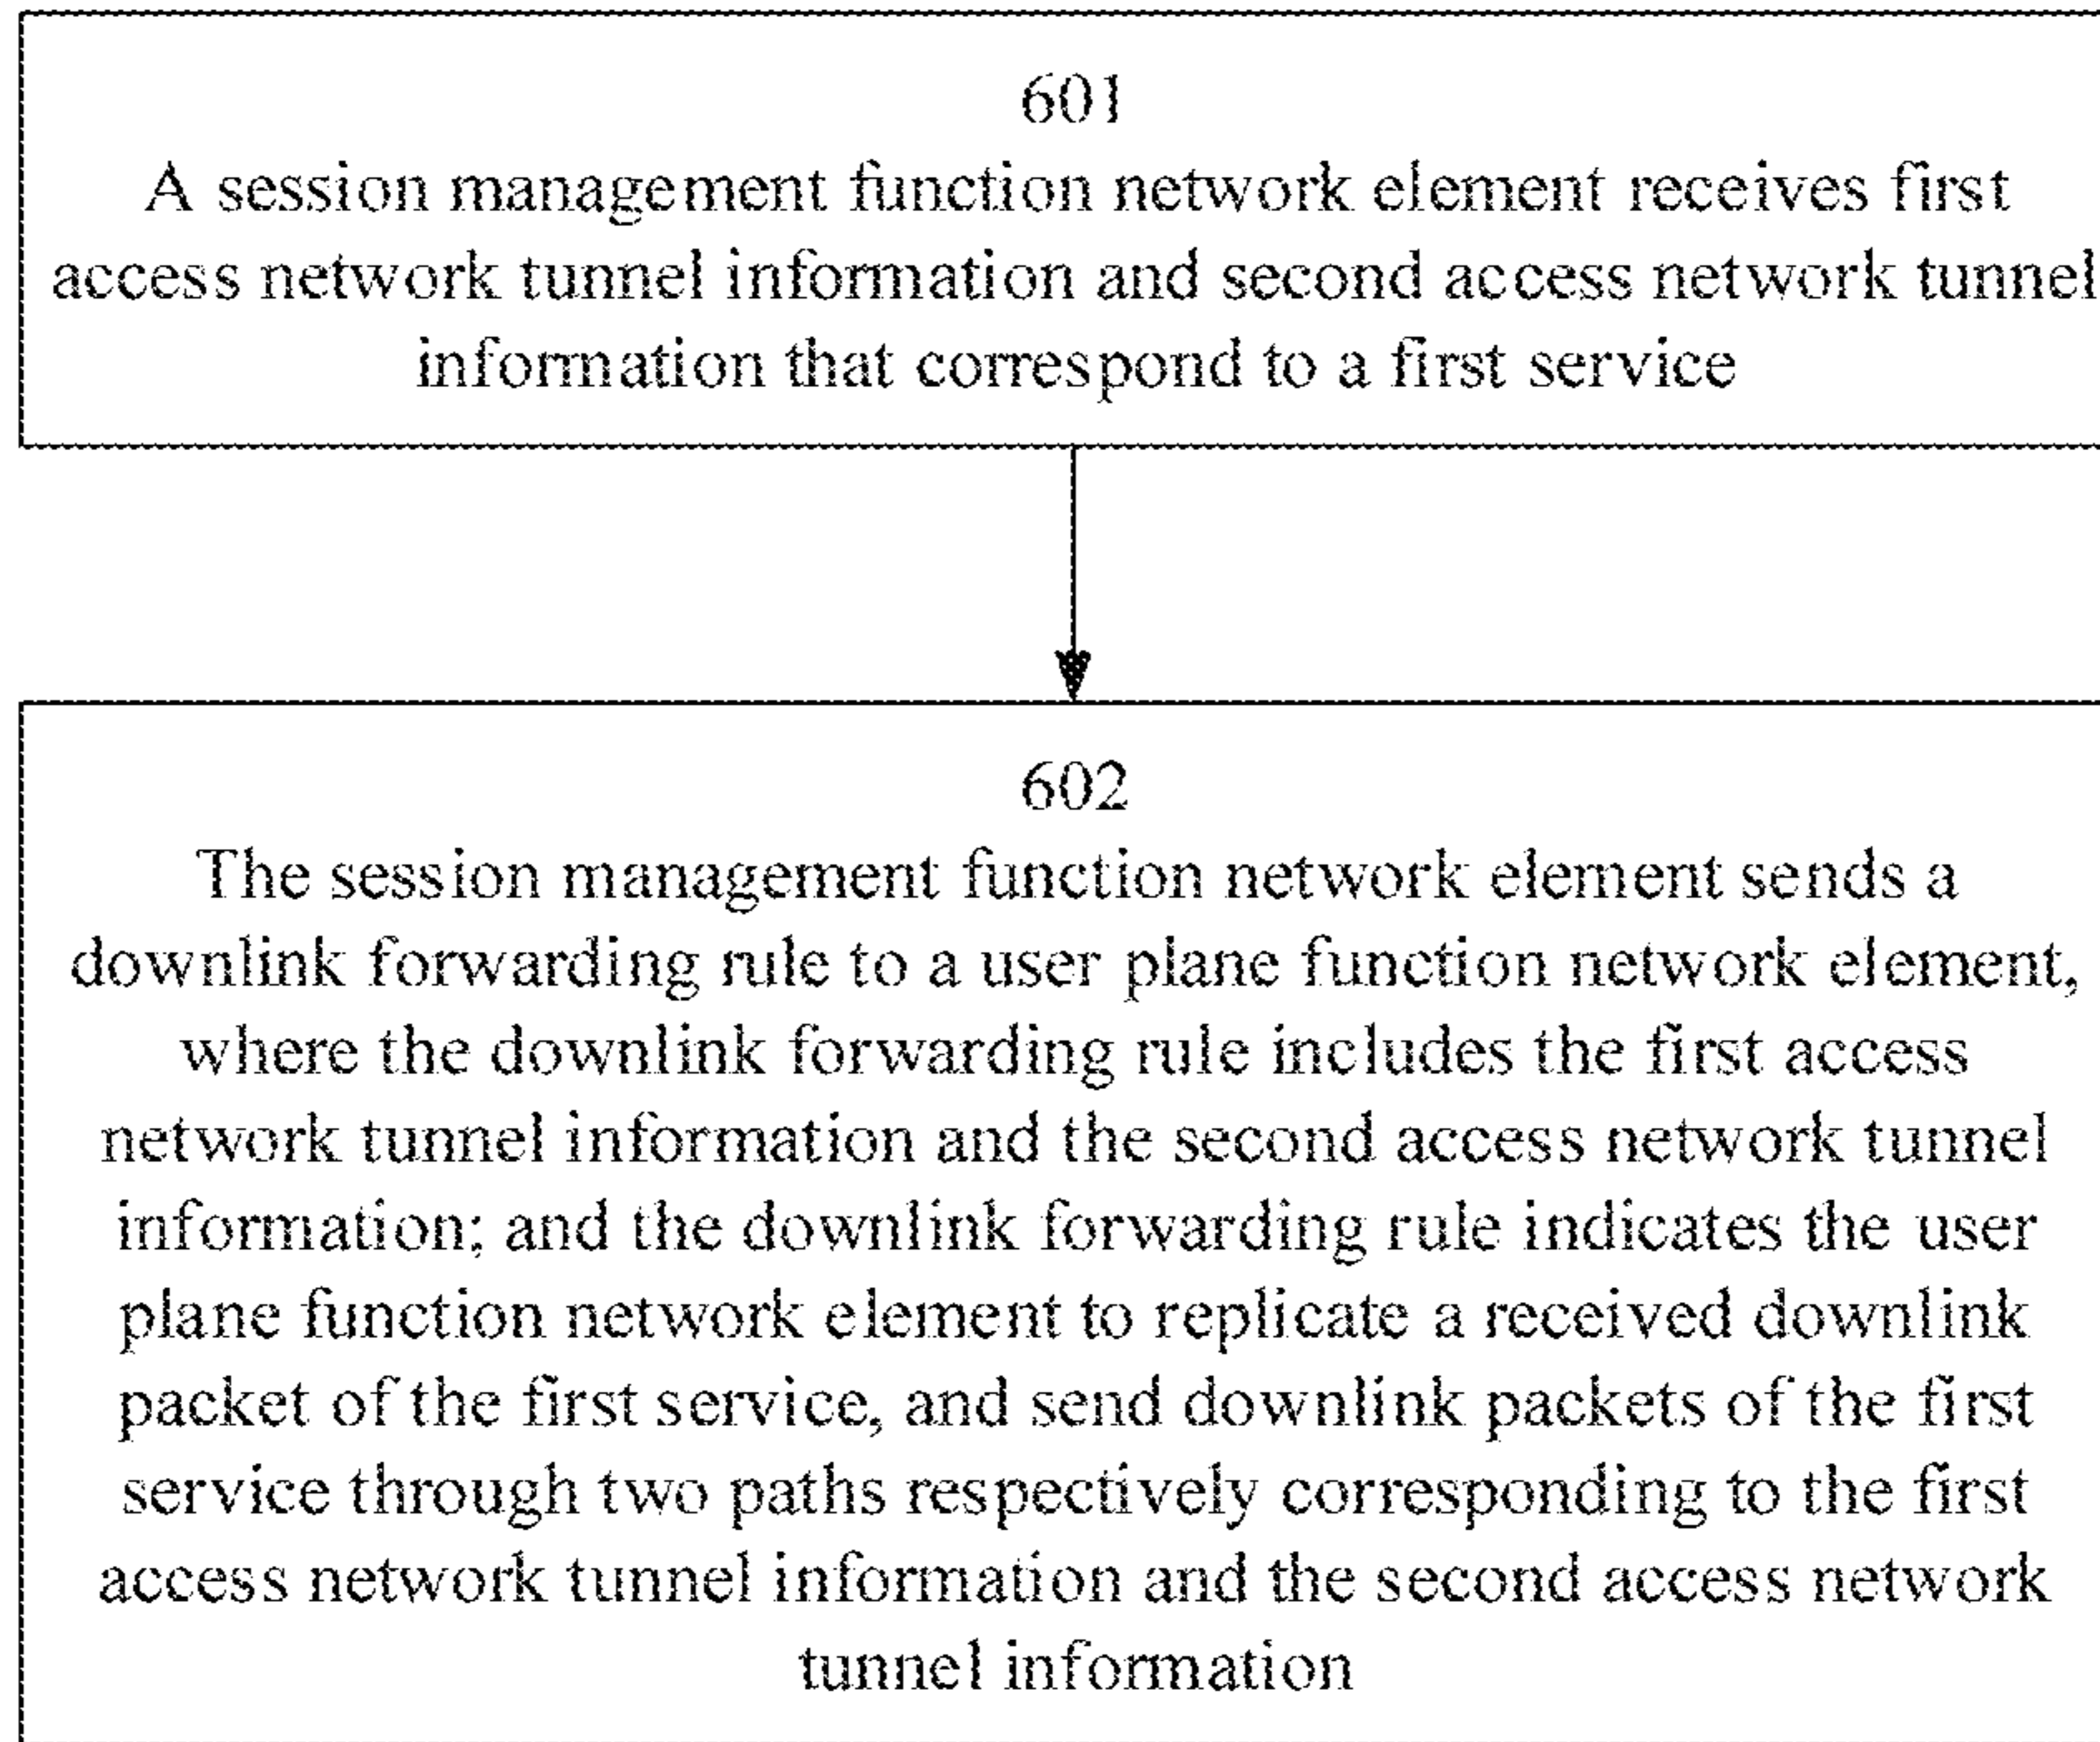 601
A session management function network element receives first
access network tunnel information and second access network tunnel
information that correspond to a first service
602
The session management function network element sends a
downlink forwarding rule to a user plane function network element,
where the downlink forwarding rule includes the first access
network tunnel information and the second access network tunnel
information; and the downlink forwarding rule indicates the user
plane function network element to replicate a received downlink
packet of the first service, and send downlink packets of the first
service through two paths respectively corresponding to the first
access network tunnel information and the second access network
tunnel information